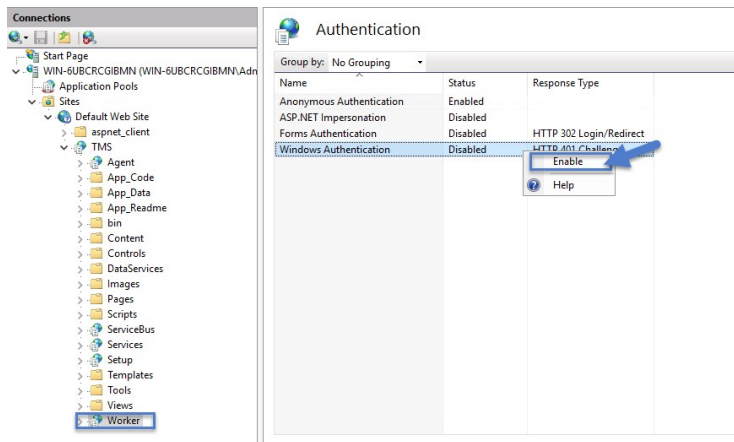 Connections
Start Page
WIN-6UBCRCGIBMN (WIN-6UBCRCGIBMN\Adn
Application Pools
Sites
Default Web Site
aspnet_client
TMS
Agent
App_Code
App_Data
App_Readme
bin
Content
Controls
DataServices
Images
Pages
Scripts
ServiceBus
Services
Setup
Templates
Tools
Views
Worker
Authentication
Group by: No Grouping
Name Status Response Type
Anonymous Authentication Enabled
ASP.NET Impersonation Disabled
Forms Authentication Disabled HTTP 302 Login/Redirect
Windows Authentication Disabled HTTP 401 Challeng
Enable
Help